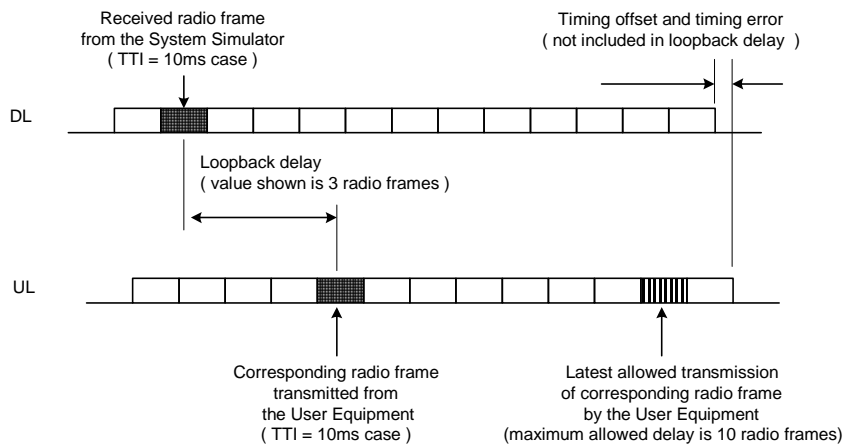 Received radio frame
from the System Simulator
( TTI = 10ms case )
Timing offset and timing error
( not included in loopback delay )
DL
Loopback delay
( value shown is 3 radio frames )
UL
Corresponding radio frame
transmitted from
the User Equipment
( TTI = 10ms case )
Latest allowed transmission
of corresponding radio frame
by the User Equipment
(maximum allowed delay is 10 radio frames)